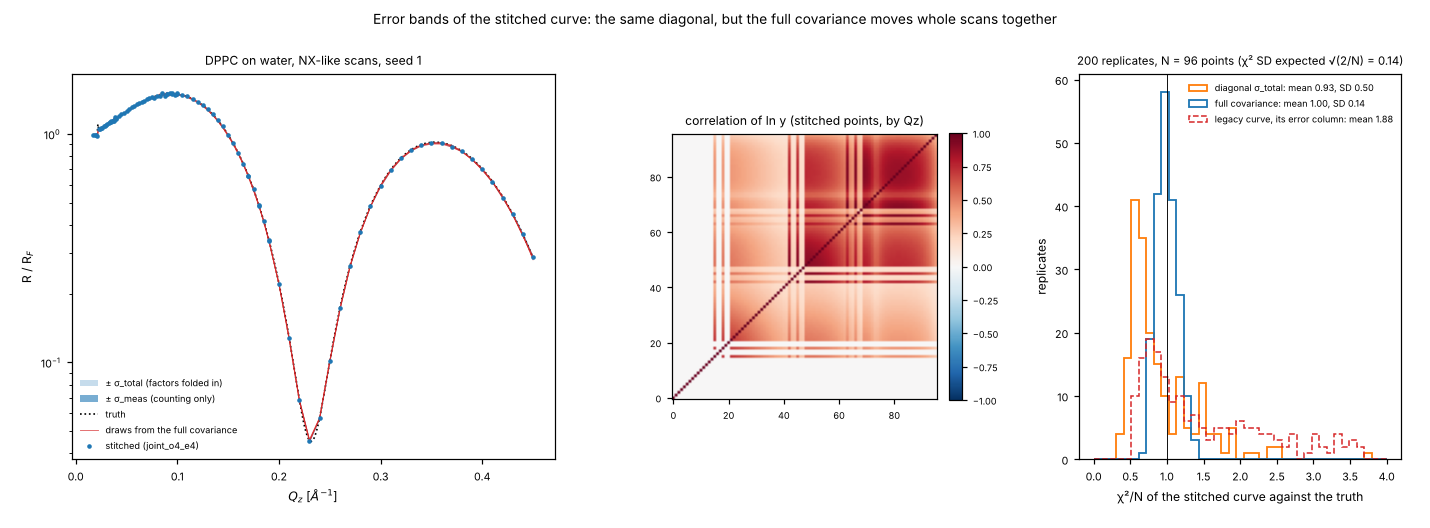 Error bands of the stitched curve: the same diagonal, but the full covariance moves whole scans together
DPPC on water, NX-like scans, seed 1
R / R_F
10⁰
10⁻¹
± σ_total (factors folded in)
± σ_meas (counting only)
truth
draws from the full covariance
stitched (joint_o4_e4)
0.0 0.1 0.2 0.3 0.4
Q_z [Å⁻¹]
correlation of ln y (stitched points, by Qz)
80
60
40
20
0
0 20 40 60 80
1.00
0.75
0.50
0.25
0.00
−0.25
−0.50
−0.75
−1.00
200 replicates, N = 96 points (χ² SD expected √(2/N) = 0.14)
diagonal σ_total: mean 0.93, SD 0.50
full covariance: mean 1.00, SD 0.14
legacy curve, its error column: mean 1.88
replicates
60
50
40
30
20
10
0
0.0 0.5 1.0 1.5 2.0 2.5 3.0 3.5 4.0
χ²/N of the stitched curve against the truth